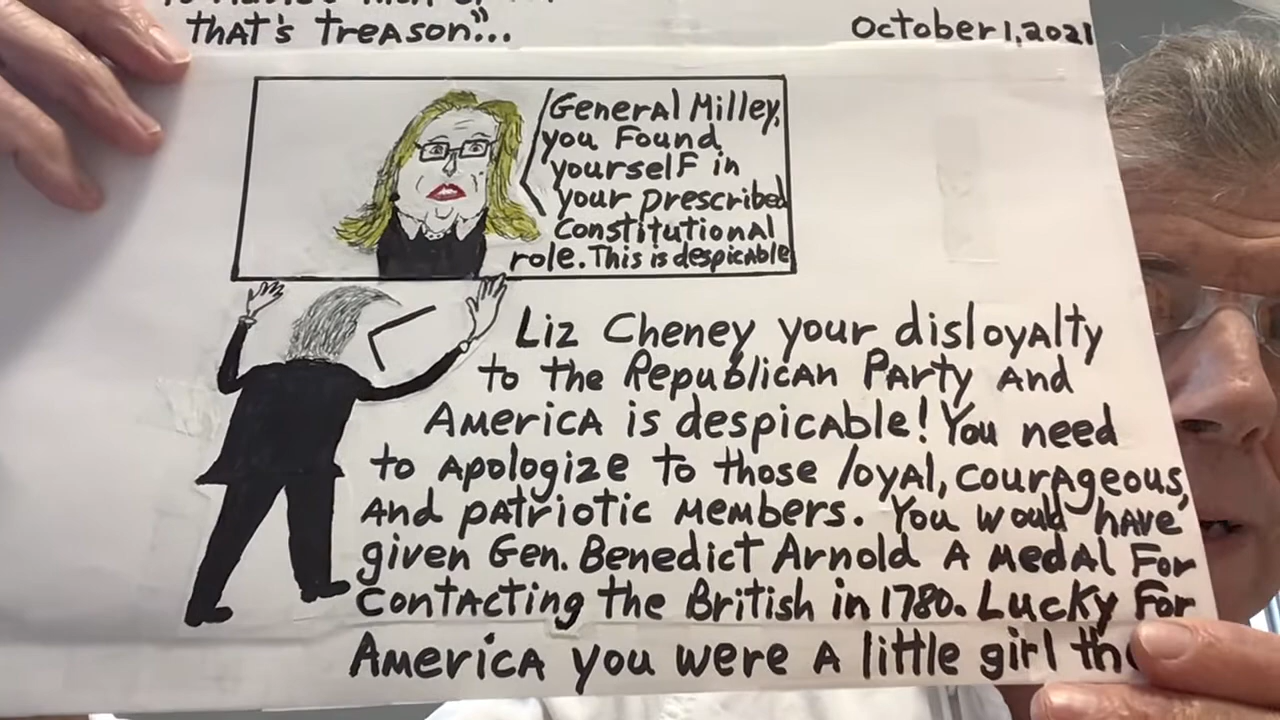 that's treason"...
October 1, 2021
General Milley,
you found
yourself in
your prescribed
constitutional
role. This is despicable
Liz Cheney your disloyalty
to the Republican Party and
America is despicable! You need
to apologize to those loyal, courageous,
and patriotic members. You would have
given Gen. Benedict Arnold a medal for
contacting the British in 1780. Lucky for
America you were a little girl